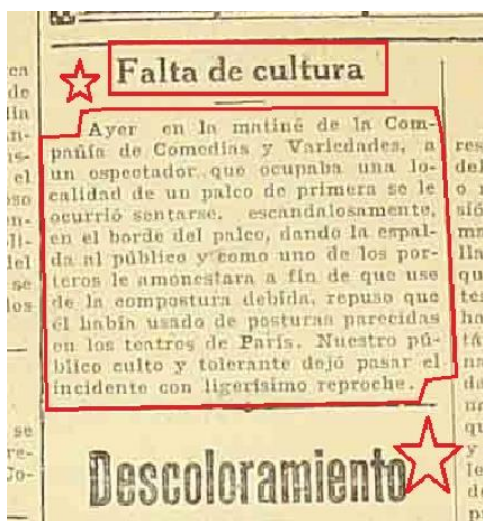 Falta de cultura
Ayer en la matiné de la Com-
pañía de Comedias y Variedades, a
un espectador que ocupaba una lo-
calidad de un palco de primera se le
ocurrió sentarse, escandalosamente,
en el borde del palco, dando la espal-
da al público y como uno de los por-
teros le amonestara a fin de que use
de la compostura debida, repuso que
él había usado de posturas parecidas
en los teatros de París. Nuestro pú-
blico culto y tolerante dejó pasar el
incidente con ligerísimo reproche.
Descoloramiento